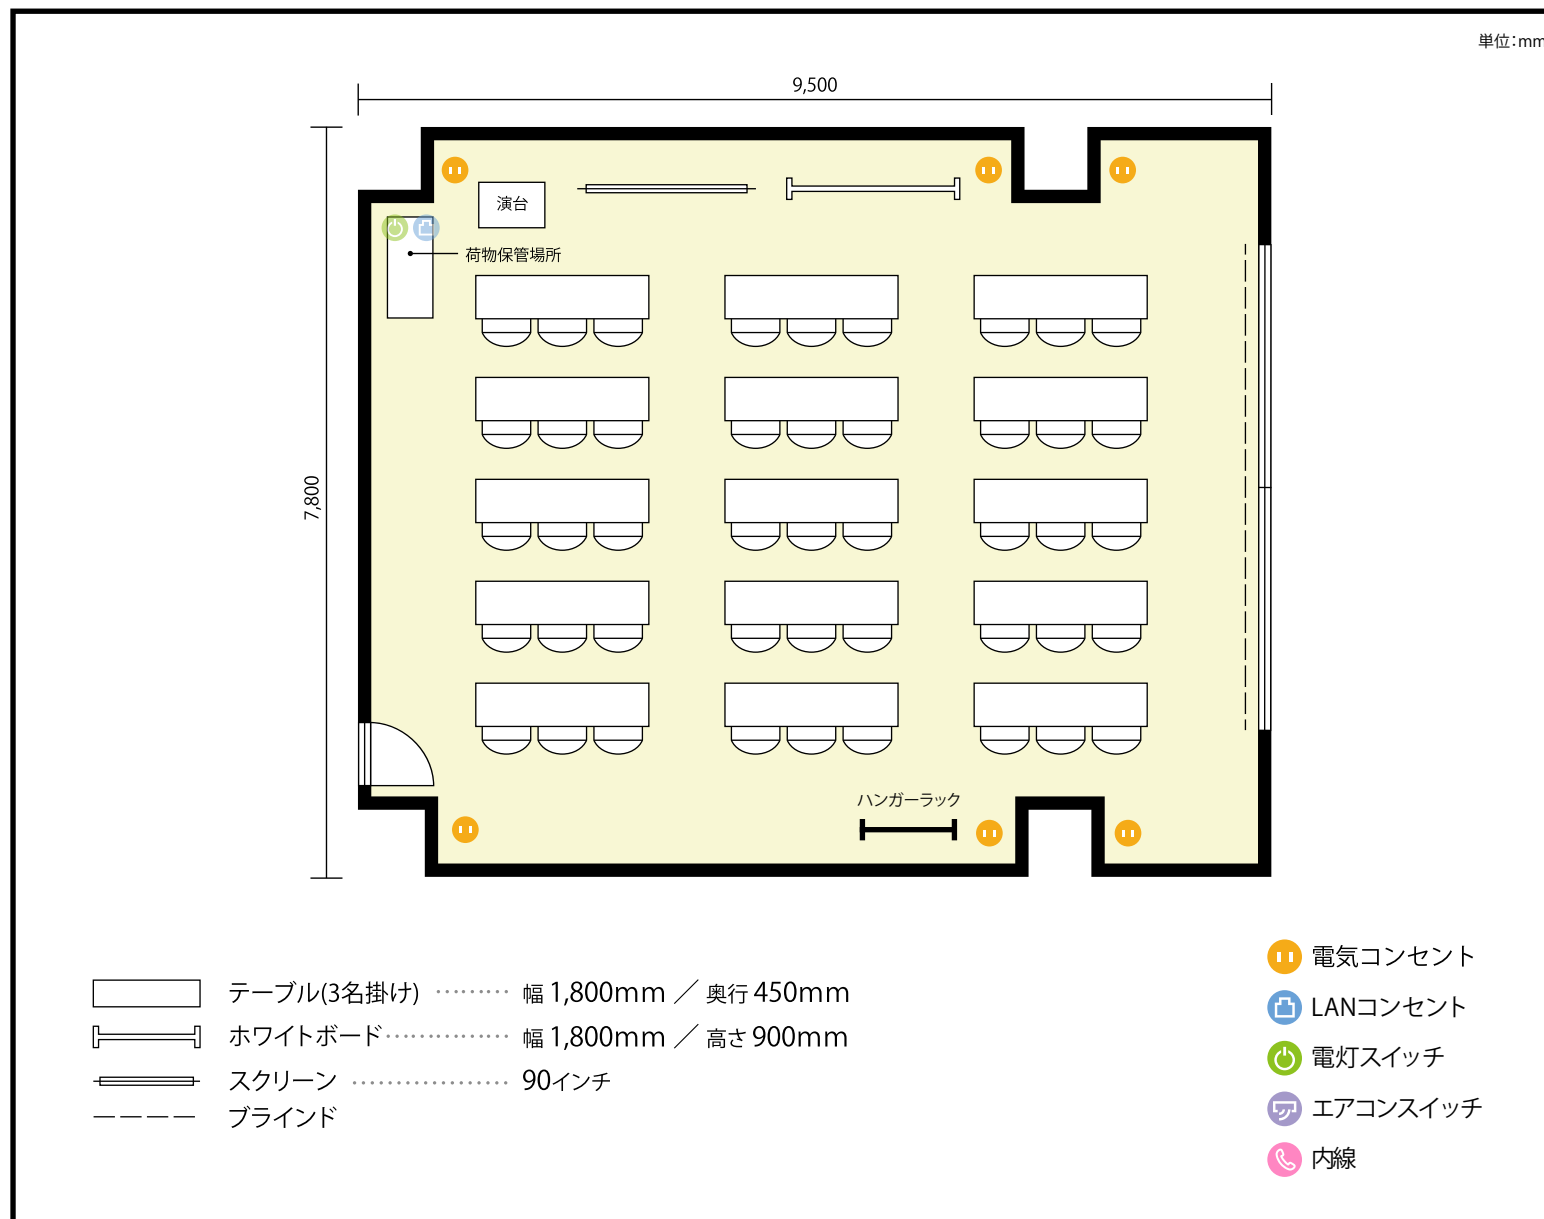 単位：mm
9,500
演台
荷物保管場所
7,800
ハンガーラック
テーブル(3名掛け) ……… 幅 1,800mm ／ 奥行 450mm
ホワイトボード…………… 幅 1,800mm ／ 高さ 900mm
スクリーン ……………… 90インチ
ブラインド
電気コンセント
LANコンセント
電灯スイッチ
エアコンスイッチ
内線